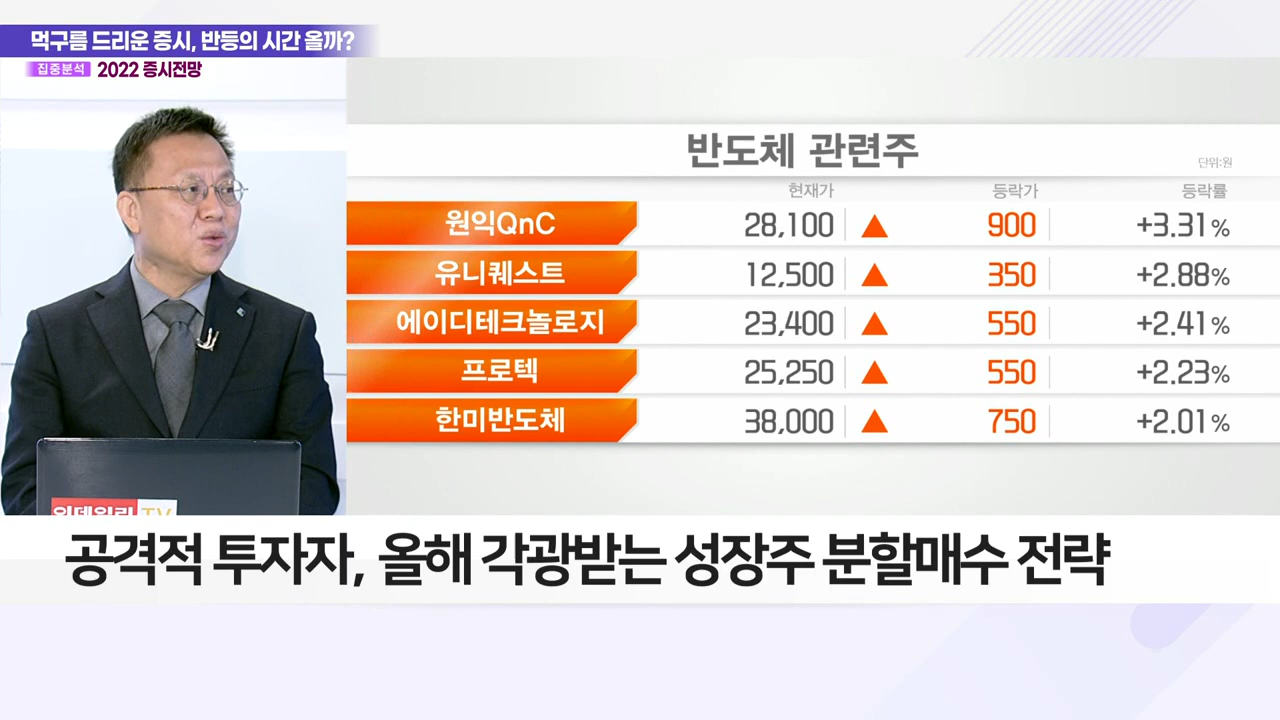 먹구름 드리운 증시, 반등의 시간 올까?
집중분석 2022 증시전망
반도체 관련주
단위:원
현재가 등락가 등락률
원익QnC 28,100 ▲ 900 +3.31%
유니퀘스트 12,500 ▲ 350 +2.88%
에이디테크놀로지 23,400 ▲ 550 +2.41%
프로텍 25,250 ▲ 550 +2.23%
한미반도체 38,000 ▲ 750 +2.01%
이데일리 TV
공격적 투자자, 올해 각광받는 성장주 분할매수 전략